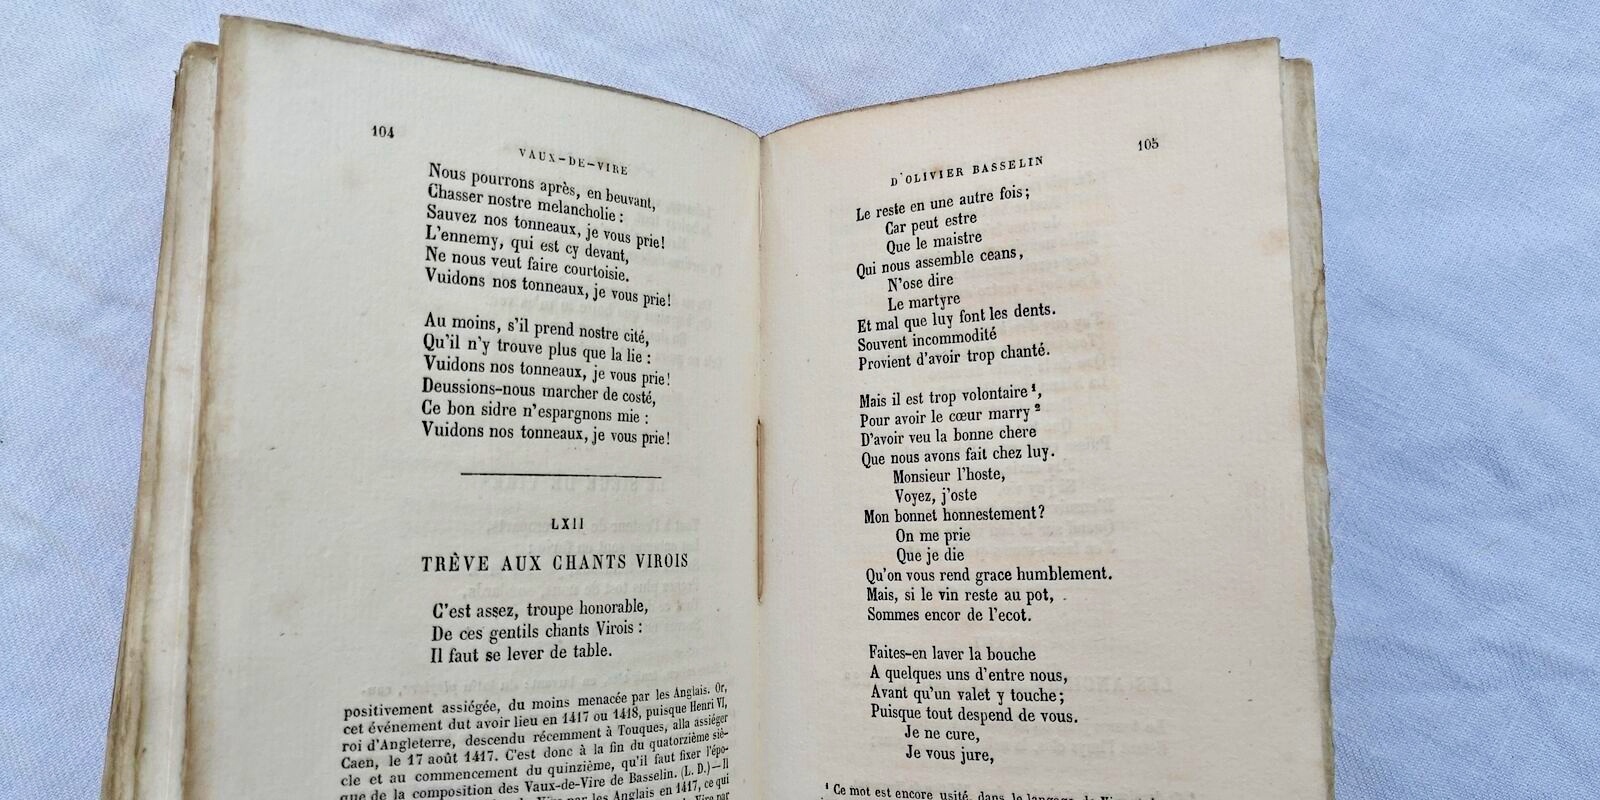 104
VAUX-DE-VIRE
Nous pourrons après, en beuvant,
Chasser nostre melancholie :
Sauvez nos tonneaux, je vous prie!
L'ennemy, qui est cy devant,
Ne nous veut faire courtoisie.
Vuidons nos tonneaux, je vous prie!
Au moins, s'il prend nostre cité,
Qu'il n'y trouve plus que la lie :
Vuidons nos tonneaux, je vous prie!
Deussions-nous marcher de costé,
Ce bon sidre n'espargnons mie :
Vuidons nos tonneaux, je vous prie!
LXII
TRÊVE AUX CHANTS VIROIS
C'est assez, troupe honorable,
De ces gentils chants Virois :
Il faut se lever de table.
positivement assiégée, du moins menacée par les Anglais. Or,
cet événement dut avoir lieu en 1417 ou 1418, puisque Henri VI,
roi d'Angleterre, descendu récemment à Touques, alla assiéger
Caen, le 17 août 1417. C'est donc à la fin du quatorzième siè-
cle et au commencement du quinzième, qu'il faut fixer l'épo-
que de la composition des Vaux-de-Vire de Basselin. (L. D.)—Il
par les Anglais en 1417, ce qui
105
D'OLIVIER BASSELIN
Le reste en une autre fois;
Car peut estre
Que le maistre
Qui nous assemble ceans,
N'ose dire
Le martyre
Et mal que luy font les dents.
Souvent incommodité
Provient d'avoir trop chanté.
Mais il est trop volontaire ¹,
Pour avoir le cœur marry ²
D'avoir veu la bonne chere
Que nous avons fait chez luy.
Monsieur l'hoste,
Voyez, j'oste
Mon bonnet honnestement?
On me prie
Que je die
Qu'on vous rend grace humblement.
Mais, si le vin reste au pot,
Sommes encor de l'ecot.
Faites-en laver la bouche
A quelques uns d'entre nous,
Avant qu'un valet y touche;
Puisque tout despend de vous.
Je ne cure,
Je vous jure,
¹ Ce mot est encore usité, dans le langage de